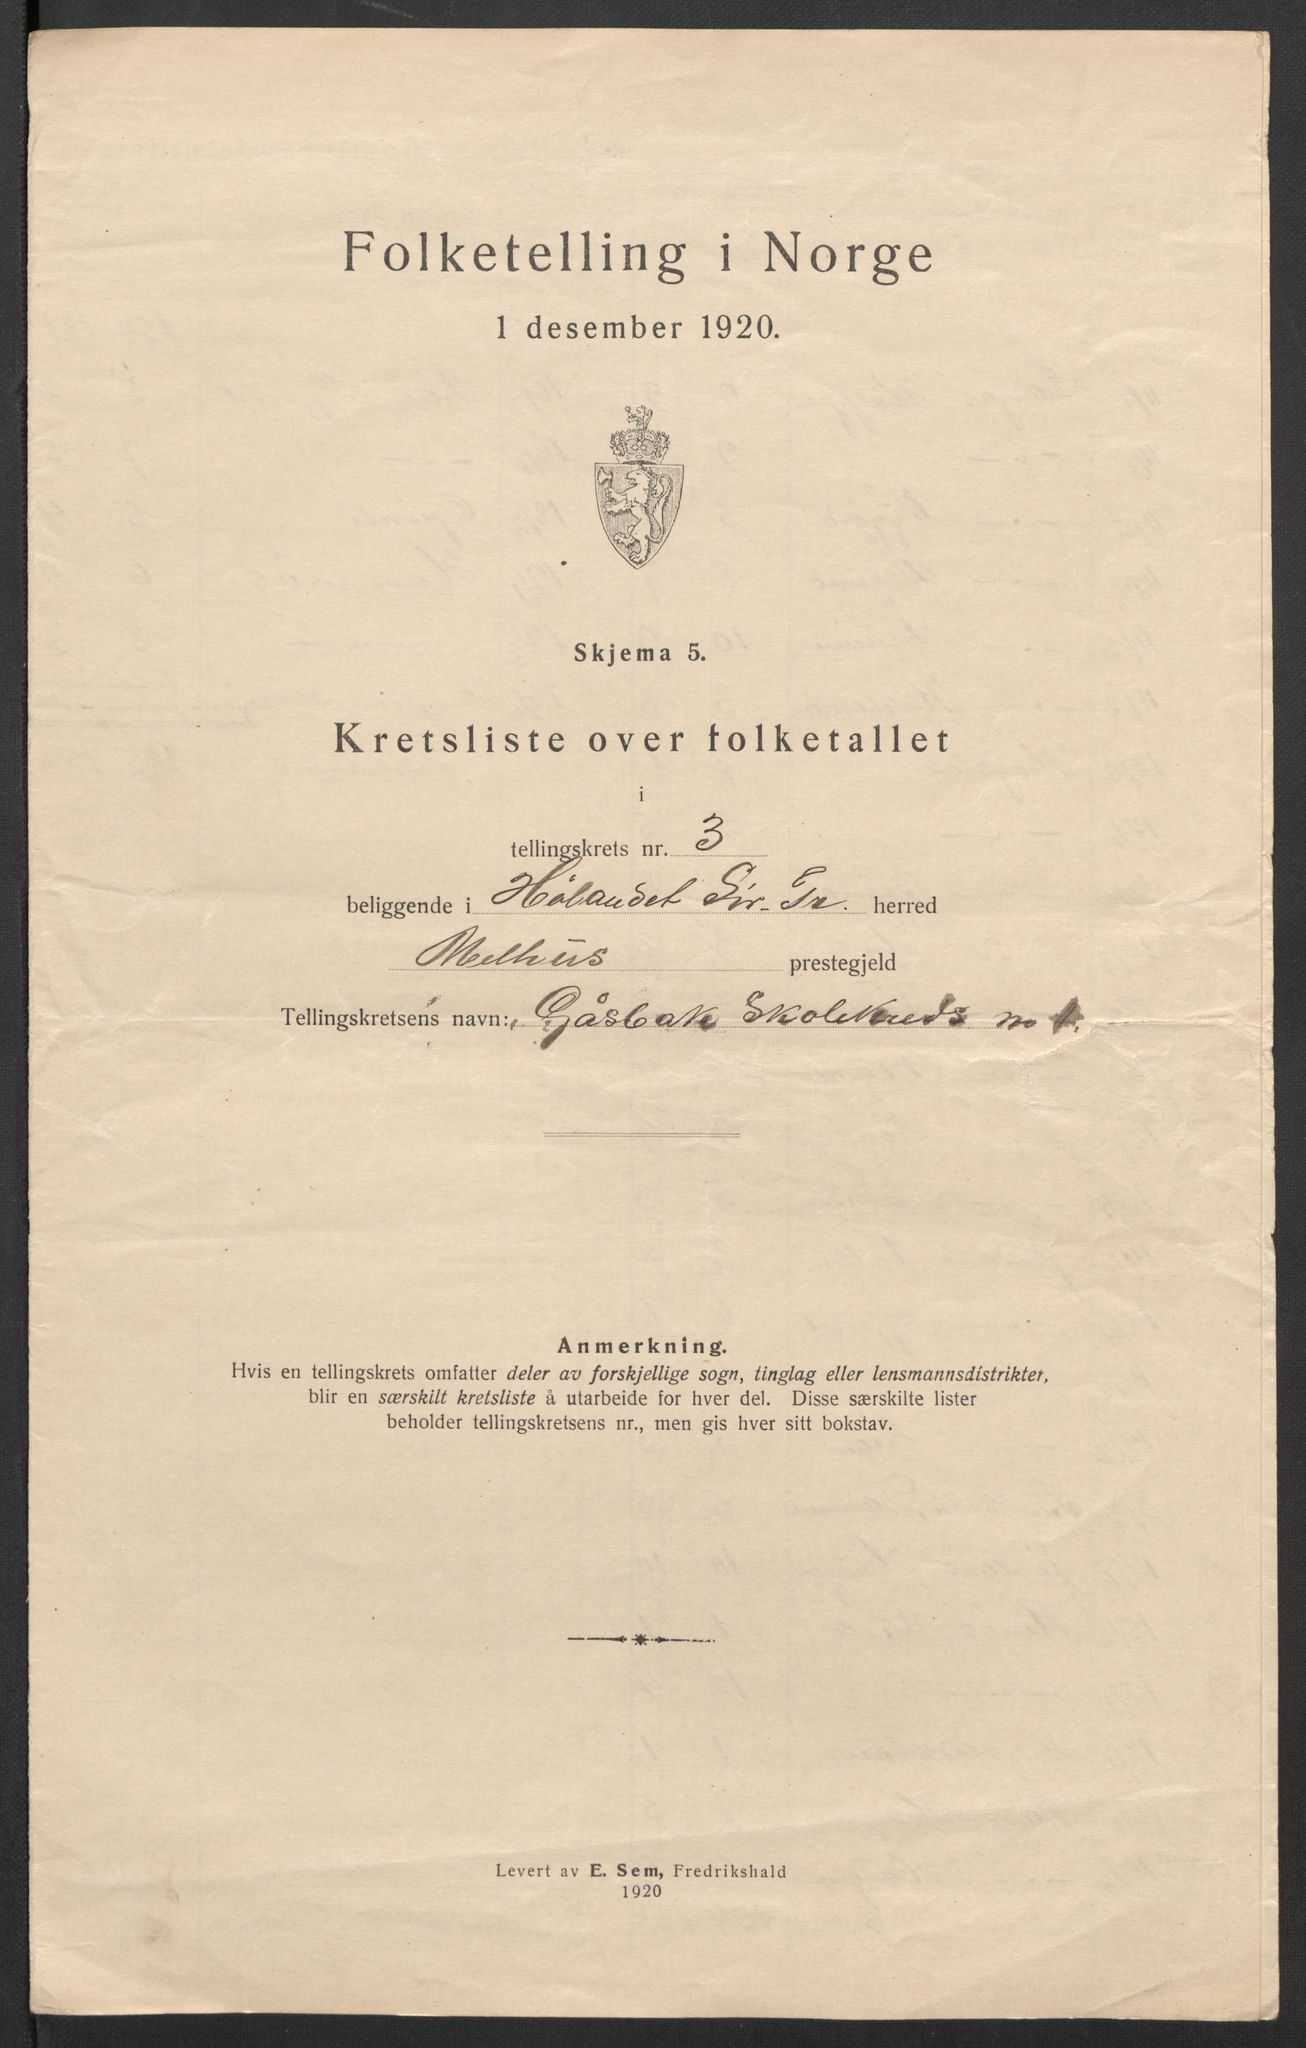 Folketelling i Norge
1 desember 1920.
Skjema 5.
Kretsliste over folketallet
i
tellingskrets nr. 3
beliggende i Hölandet Sör-Tr. herred
Melhus prestegjeld
Tellingskretsens navn: Gåsbak Skolekreds no 1.
Anmerkning.
Hvis en tellingskrets omfatter deler av forskjellige sogn, tinglag eller lensmannsdistrikter,
blir en særskilt kretsliste å utarbeide for hver del. Disse særskilte lister
beholder tellingskretsens nr., men gis hver sitt bokstav.
Levert av E. Sem, Fredrikshald
1920